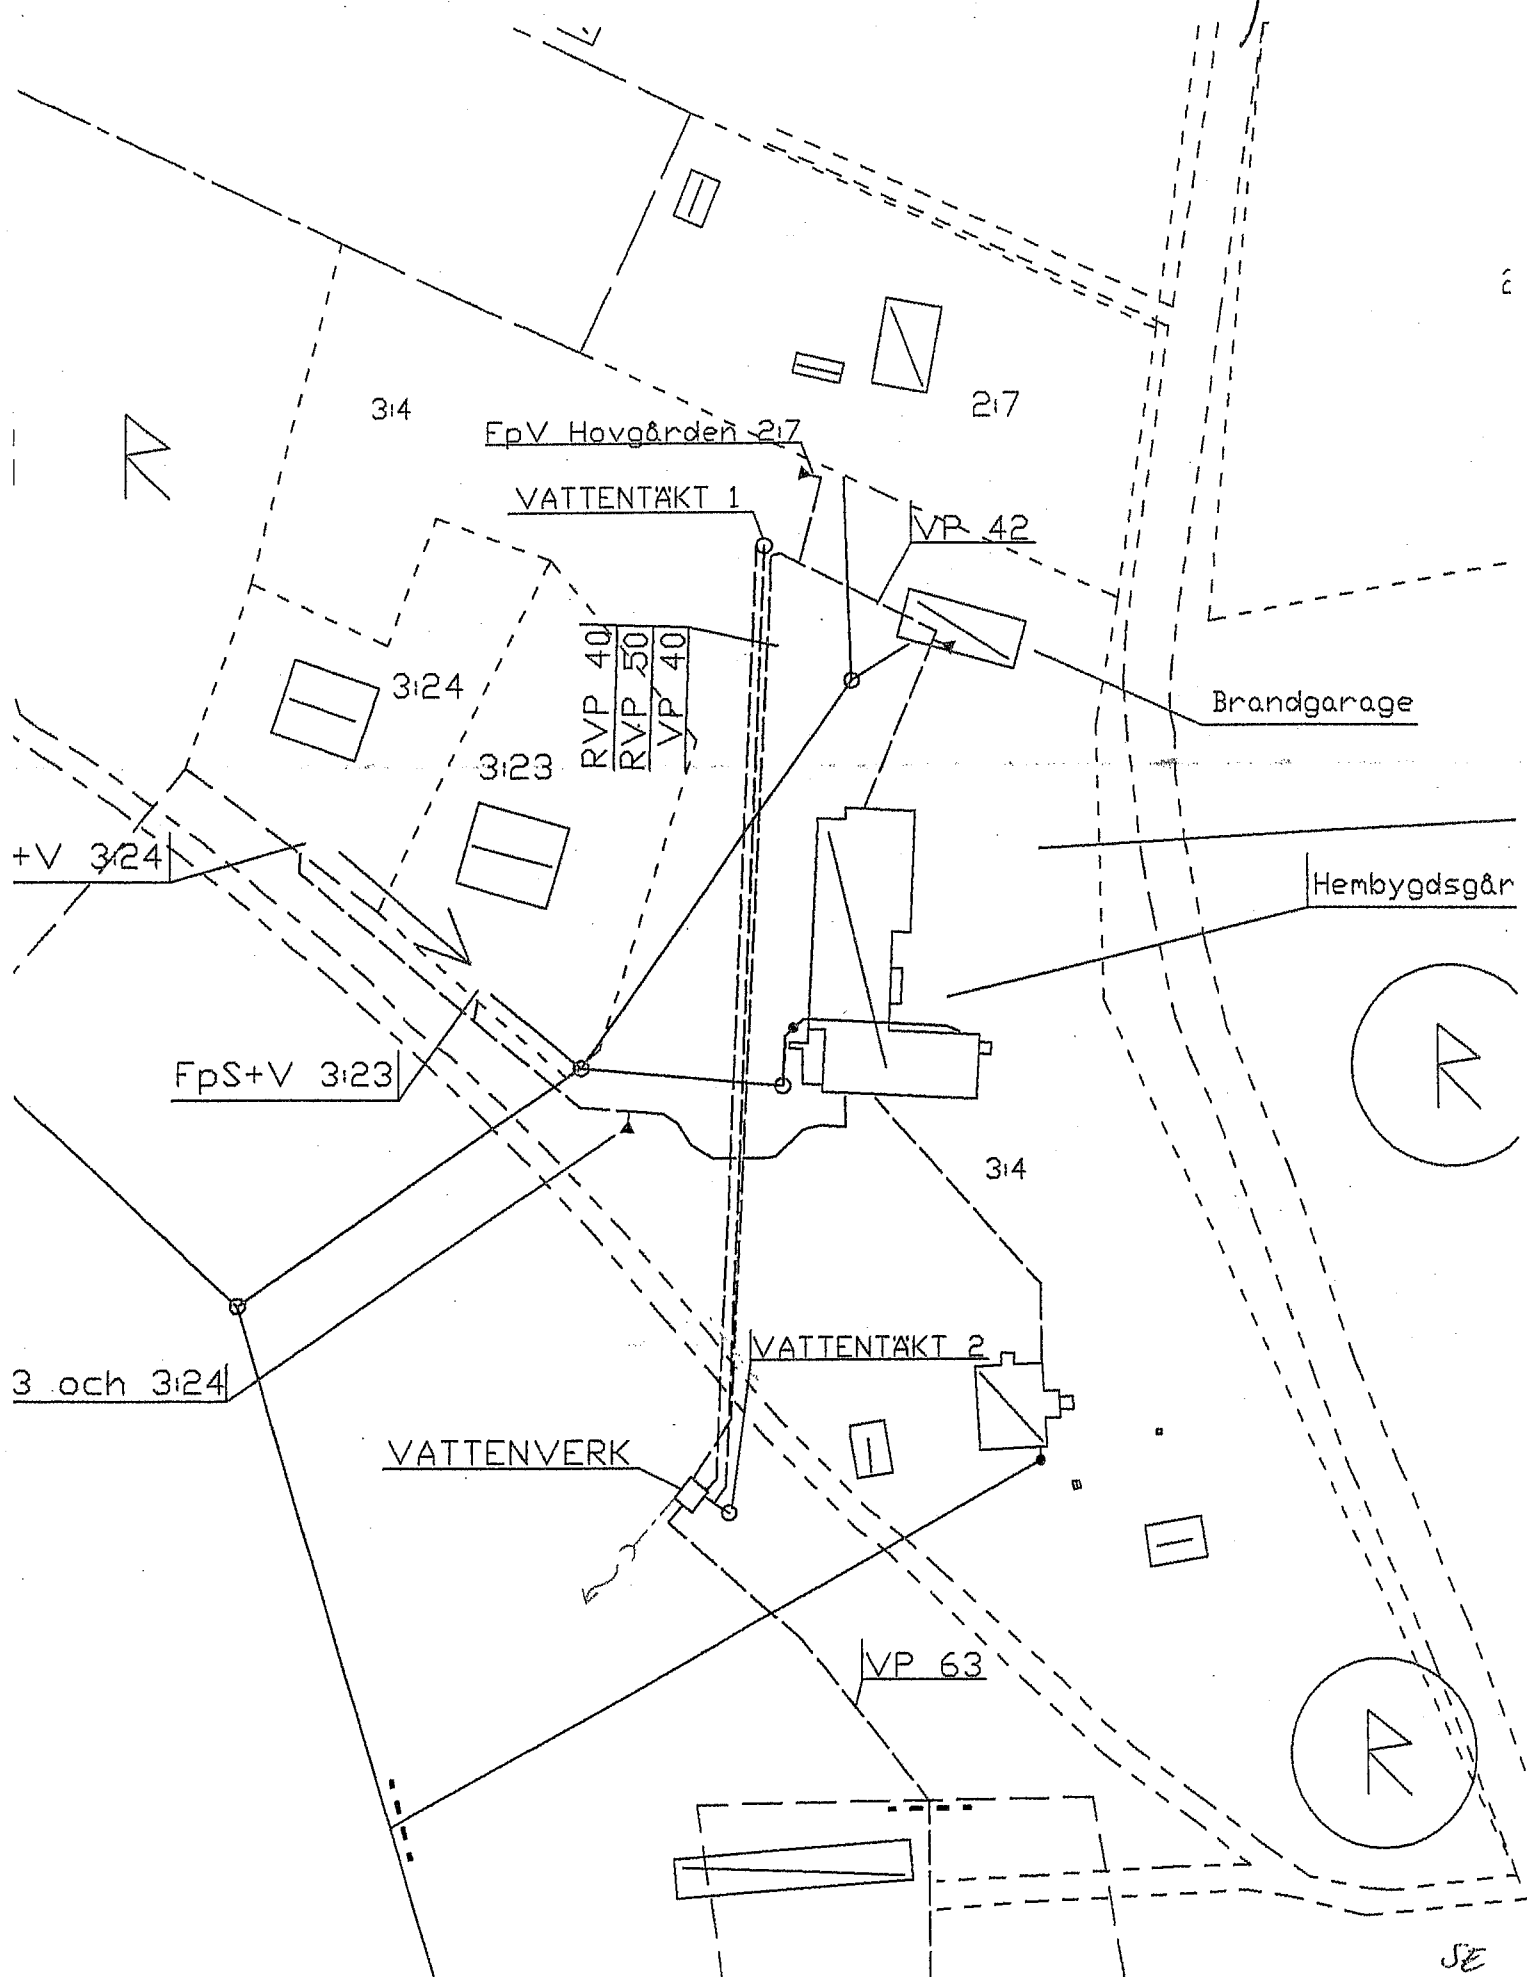 R
3:4
2:7
FpV Hovgården 2:7
VATTENTÄKT 1
VP 42
RVP 40
RVP 50
VP 40
3:24
3:23
Brandgarage
+V 3:24
Hembygdsgår
R
FpS+V 3:23
3:4
VATTENTÄKT 2
3 och 3:24
VATTENVERK
VP 63
R